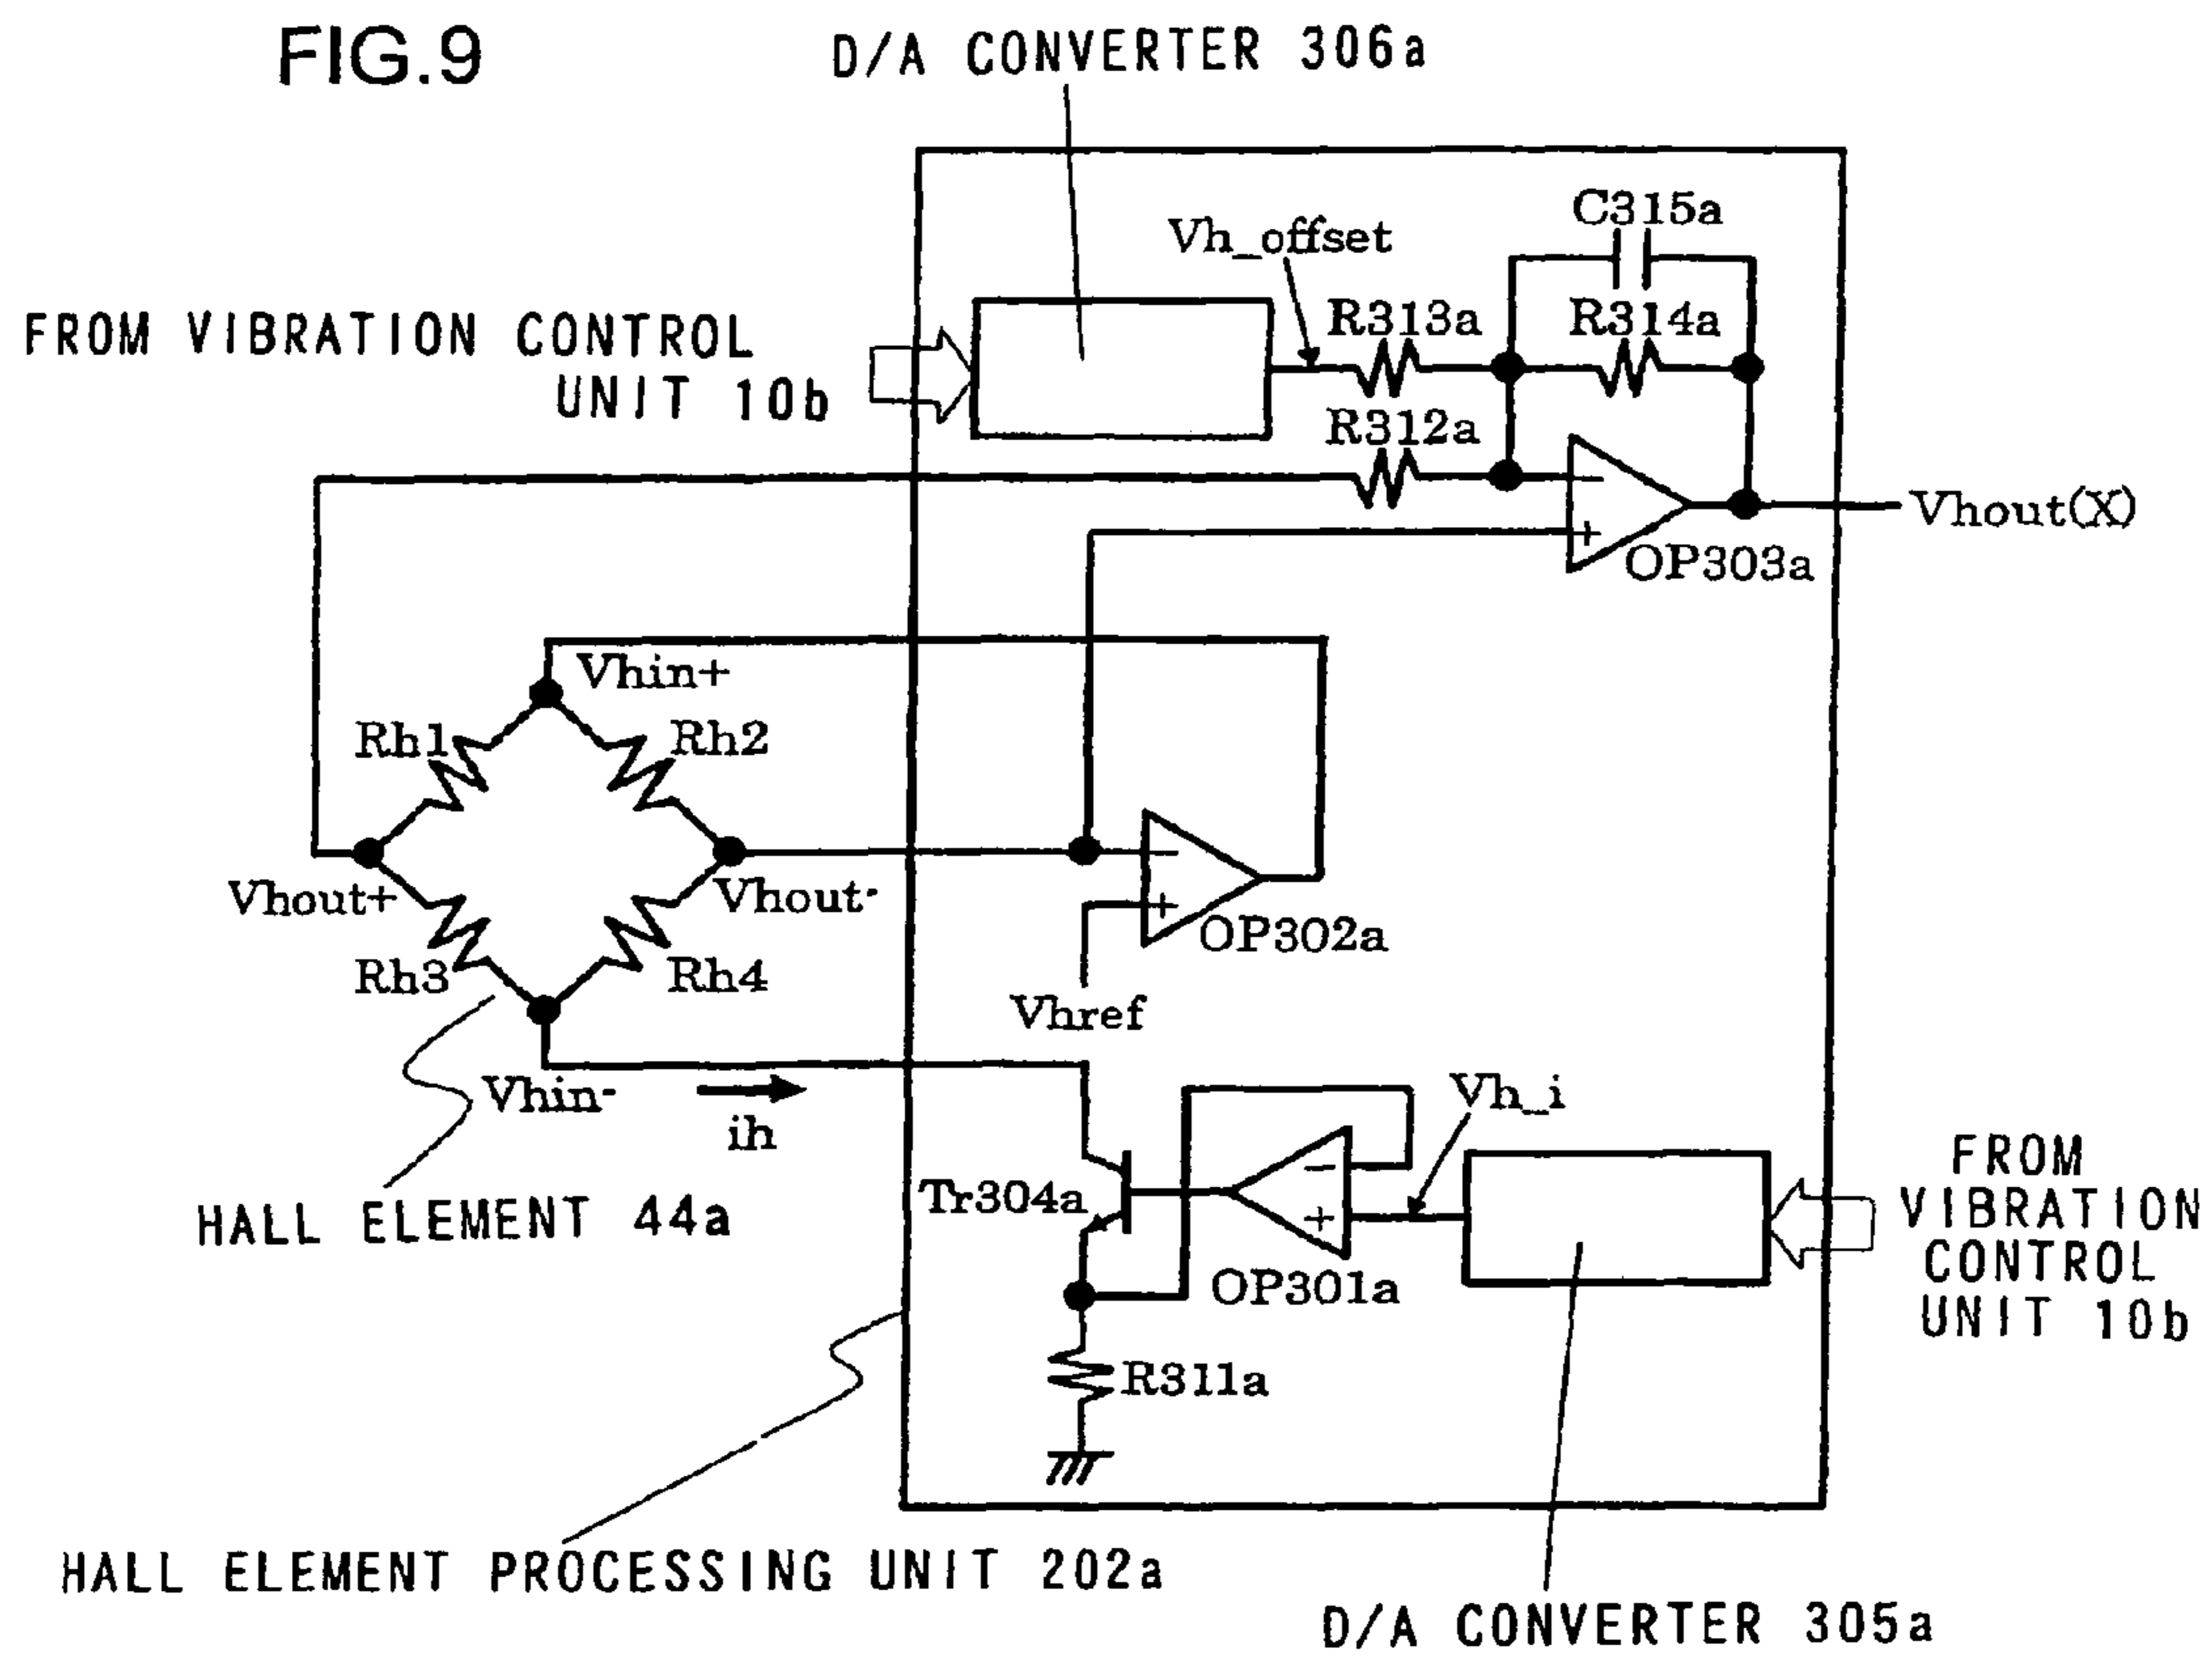 FIG.9
D/A CONVERTER 306a
C315a
Vh_offset
R313a
R314a
FROM VIBRATION CONTROL
UNIT 10b
R312a
−
+
Vhout(X)
OP303a
Vhin+
Rh1
Rh2
Vhout+
Vhout-
−
+
OP302a
Rh3
Rh4
Vhref
Vhin-
ih
Vh_i
−
+
Tr304a
OP301a
FROM
VIBRATION
CONTROL
UNIT 10b
HALL ELEMENT 44a
R311a
HALL ELEMENT PROCESSING UNIT 202a
D/A CONVERTER 305a